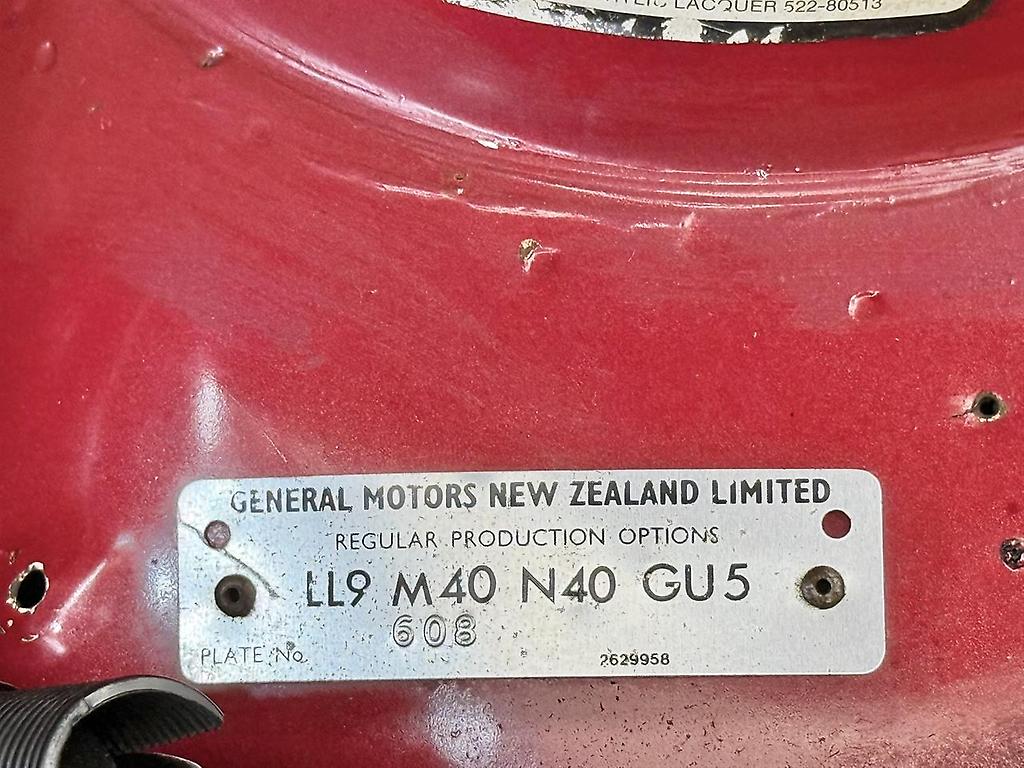 LACQUER 522-80513
GENERAL MOTORS NEW ZEALAND LIMITED
REGULAR PRODUCTION OPTIONS
LL9 M40 N40 GU5
608
PLATE No. 2629958